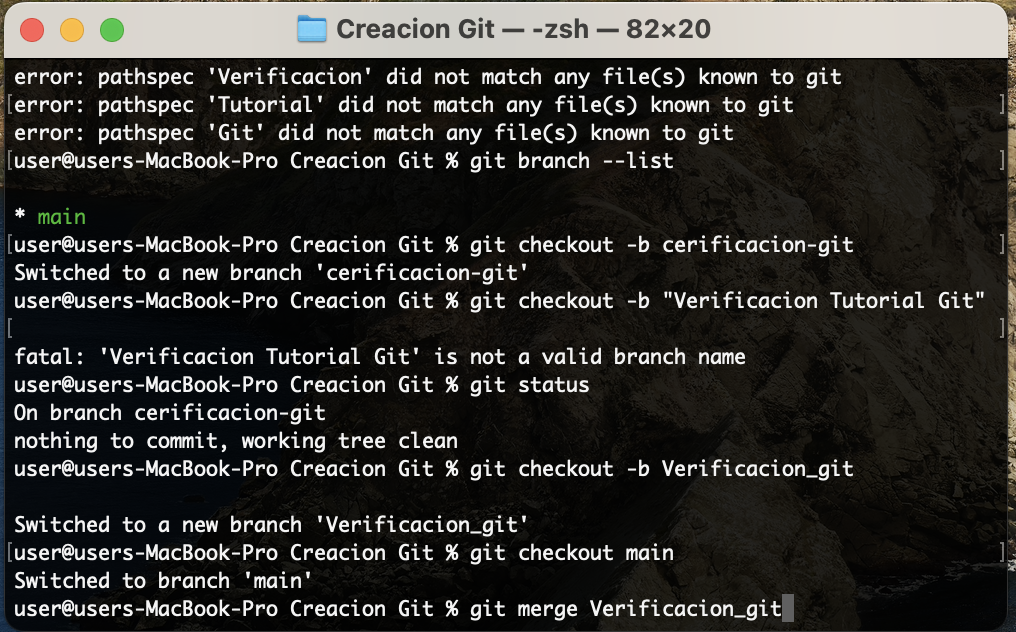 Creacion Git — -zsh — 82×20
error: pathspec 'Verificacion' did not match any file(s) known to git
[error: pathspec 'Tutorial' did not match any file(s) known to git ]
error: pathspec 'Git' did not match any file(s) known to git
[user@users-MacBook-Pro Creacion Git % git branch --list ]
* main
[user@users-MacBook-Pro Creacion Git % git checkout -b cerificacion-git ]
Switched to a new branch 'cerificacion-git'
user@users-MacBook-Pro Creacion Git % git checkout -b "Verificacion Tutorial Git"
[ ]
fatal: 'Verificacion Tutorial Git' is not a valid branch name
user@users-MacBook-Pro Creacion Git % git status
On branch cerificacion-git
nothing to commit, working tree clean
user@users-MacBook-Pro Creacion Git % git checkout -b Verificacion_git
Switched to a new branch 'Verificacion_git'
[user@users-MacBook-Pro Creacion Git % git checkout main ]
Switched to branch 'main'
user@users-MacBook-Pro Creacion Git % git merge Verificacion_git